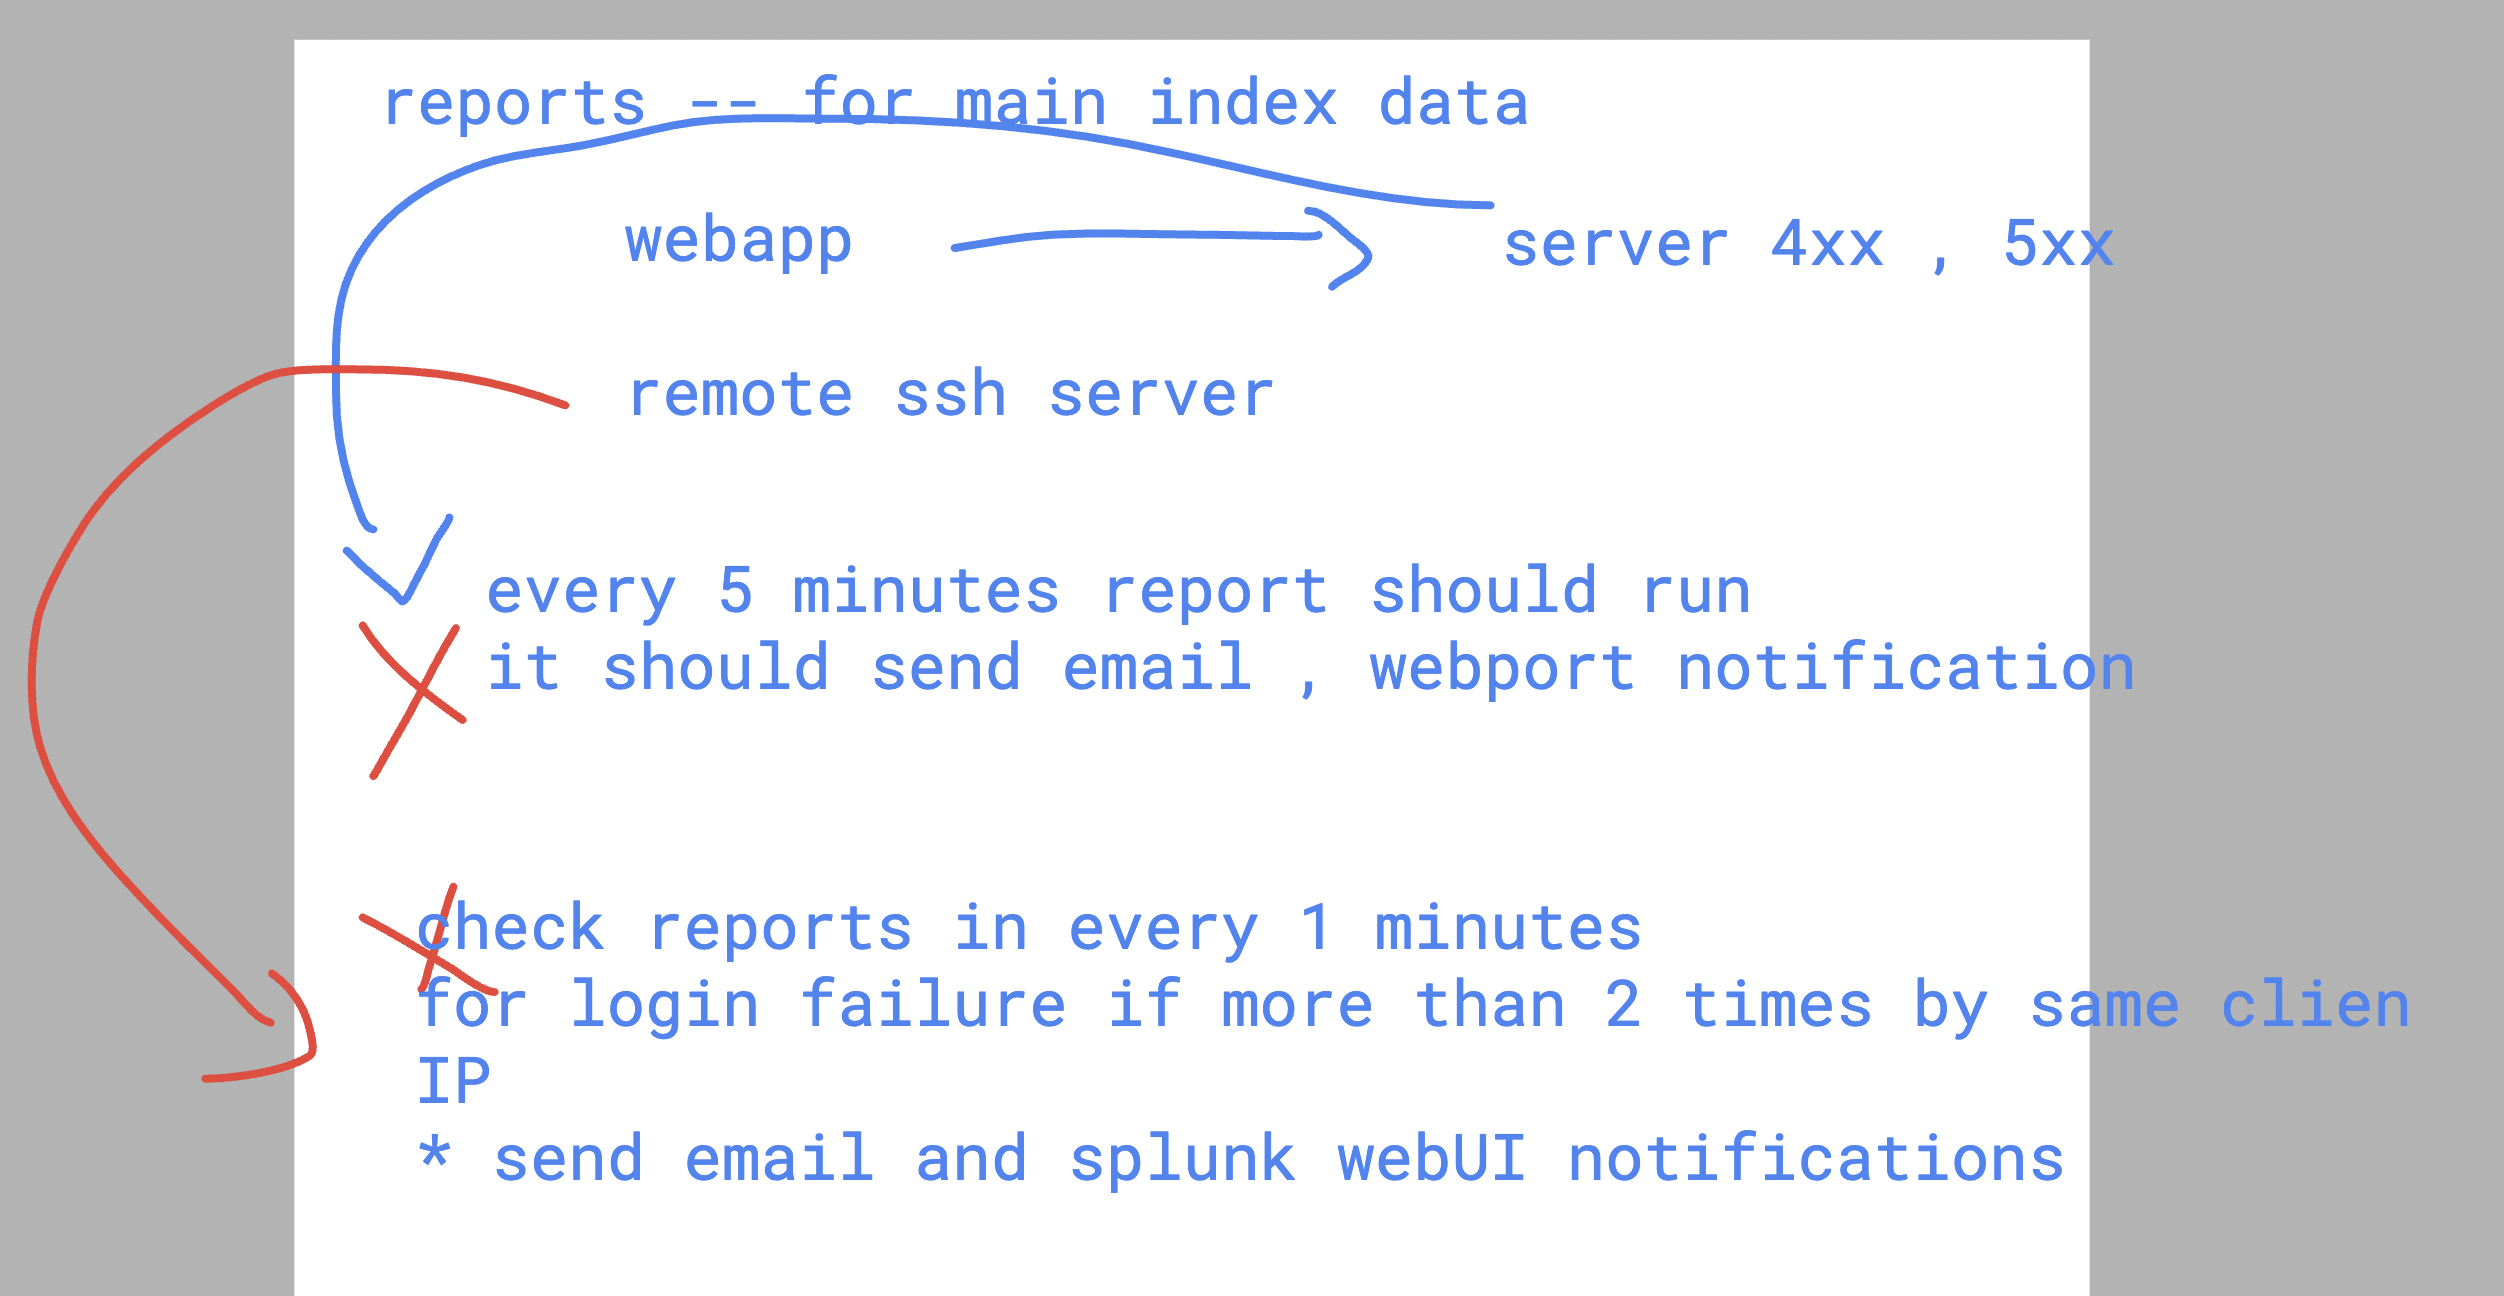 reports -- for main index data
webapp server 4xx , 5xx
remote ssh server
every 5 minutes report should run
it should send email , webport notification
check reports in every 1 minutes
for login failure if more than 2 times by same clien
IP
* send email and splunk webUI notifications